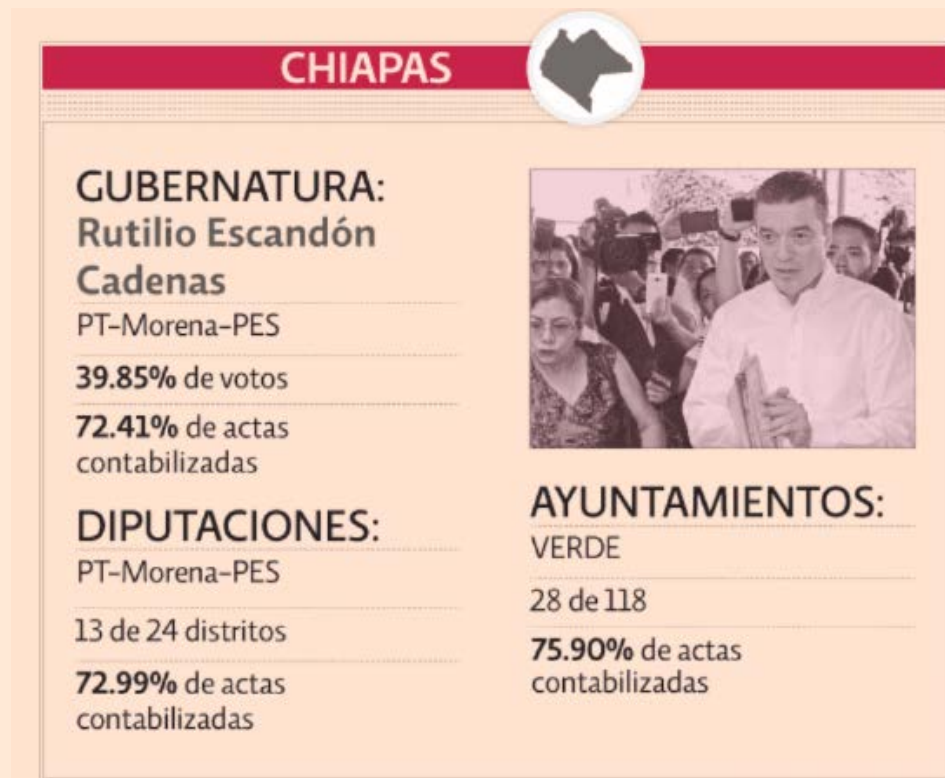 CHIAPAS
GUBERNATURA:
Rutilio Escandón
Cadenas
PT-Morena-PES
39.85% de votos
72.41% de actas
contabilizadas
DIPUTACIONES:
PT-Morena-PES
13 de 24 distritos
72.99% de actas
contabilizadas
AYUNTAMIENTOS:
VERDE
28 de 118
75.90% de actas
contabilizadas